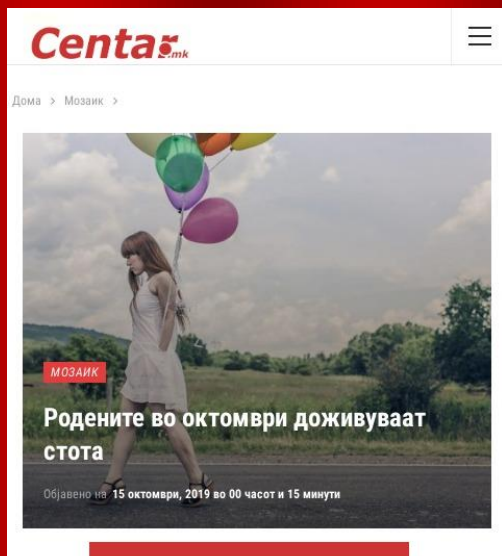 Centar.mk
Дома > Мозаик >
МОЗАИК
Родените во октомври доживуваат
стота
Објавено на 15 октомври, 2019 во 00 часот и 15 минути